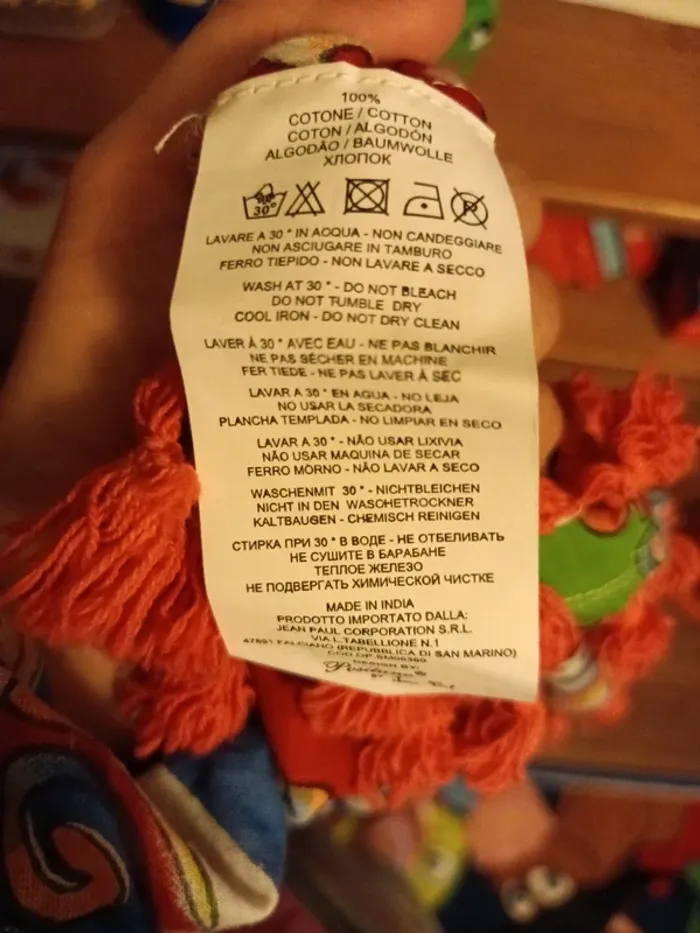 100%
COTONE / COTTON
COTON / ALGODÓN
ALGODÃO / BAUMWOLLE
ХЛОПОК
30°
P
LAVARE A 30 ° IN ACQUA - NON CANDEGGIARE
NON ASCIUGARE IN TAMBURO
FERRO TIEPIDO - NON LAVARE A SECCO
WASH AT 30 ° - DO NOT BLEACH
DO NOT TUMBLE DRY
COOL IRON - DO NOT DRY CLEAN
LAVER À 30 ° AVEC EAU - NE PAS BLANCHIR
NE PAS SÉCHER EN MACHINE
FER TIEDE - NE PAS LAVER À SEC
LAVAR A 30 ° EN AGUA - NO LEJA
NO USAR LA SECADORA
PLANCHA TEMPLADA - NO LIMPIAR EN SECO
LAVAR A 30 ° - NÃO USAR LIXIVIA
NÃO USAR MAQUINA DE SECAR
FERRO MORNO - NÃO LAVAR A SECO
WASCHENMIT 30 ° - NICHTBLEICHEN
NICHT IN DEN WASCHETROCKNER
KALTBAUGEN - CHEMISCH REINIGEN
СТИРКА ПРИ 30 ° В ВОДЕ - НЕ ОТБЕЛИВАТЬ
НЕ СУШИТЕ В БАРАБАНЕ
ТЕПЛОЕ ЖЕЛЕЗО
НЕ ПОДВЕРГАТЬ ХИМИЧЕСКОЙ ЧИСТКЕ
MADE IN INDIA
PRODOTTO IMPORTATO DALLA:
JEAN PAUL CORPORATION S.R.L.
VIA L.TABELLIONE N.1
47891 FALCIANO (REPUBBLICA DI SAN MARINO)
COD OP.
DESIGN BY:
Positano®
BY